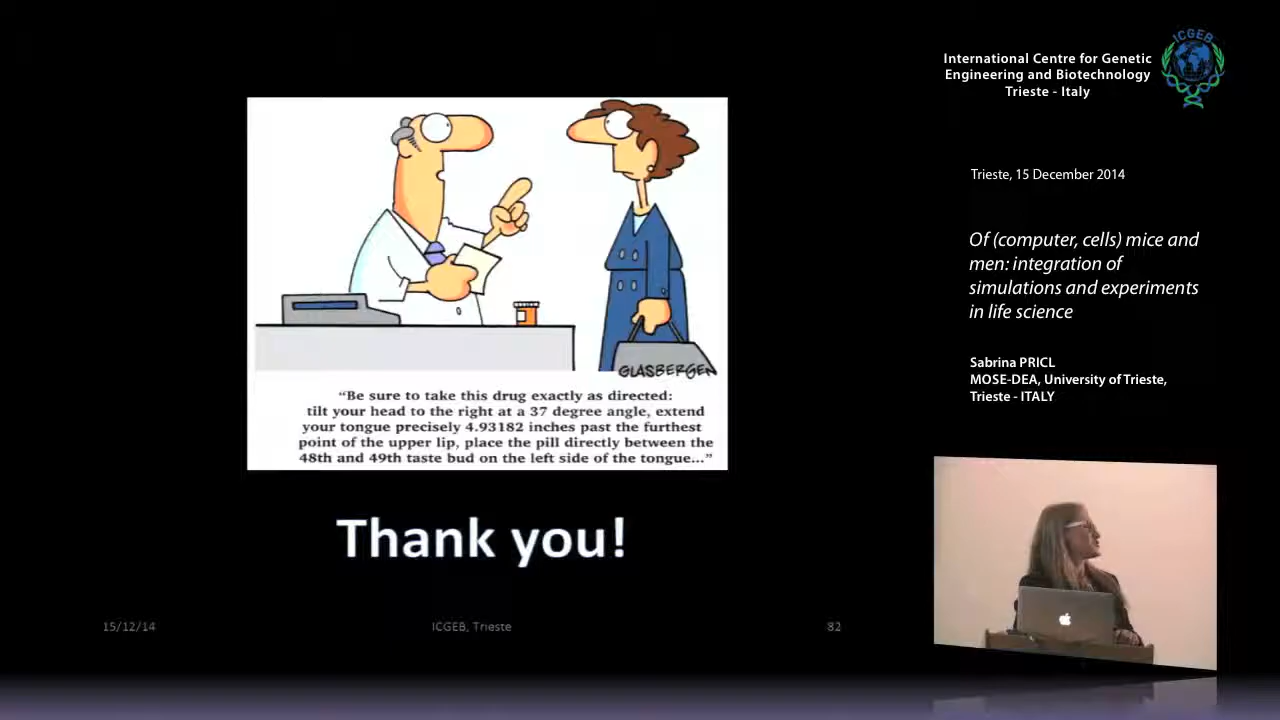 ICGEB
International Centre for Genetic
Engineering and Biotechnology
Trieste - Italy
Trieste, 15 December 2014
Of (computer, cells) mice and
men: integration of
simulations and experiments
in life science
Sabrina PRICL
MOSE-DEA, University of Trieste,
Trieste - ITALY
GLASBERGEN
“Be sure to take this drug exactly as directed:
tilt your head to the right at a 37 degree angle, extend
your tongue precisely 4.93182 inches past the furthest
point of the upper lip, place the pill directly between the
48th and 49th taste bud on the left side of the tongue...”
Thank you!
15/12/14
ICGEB, Trieste
82